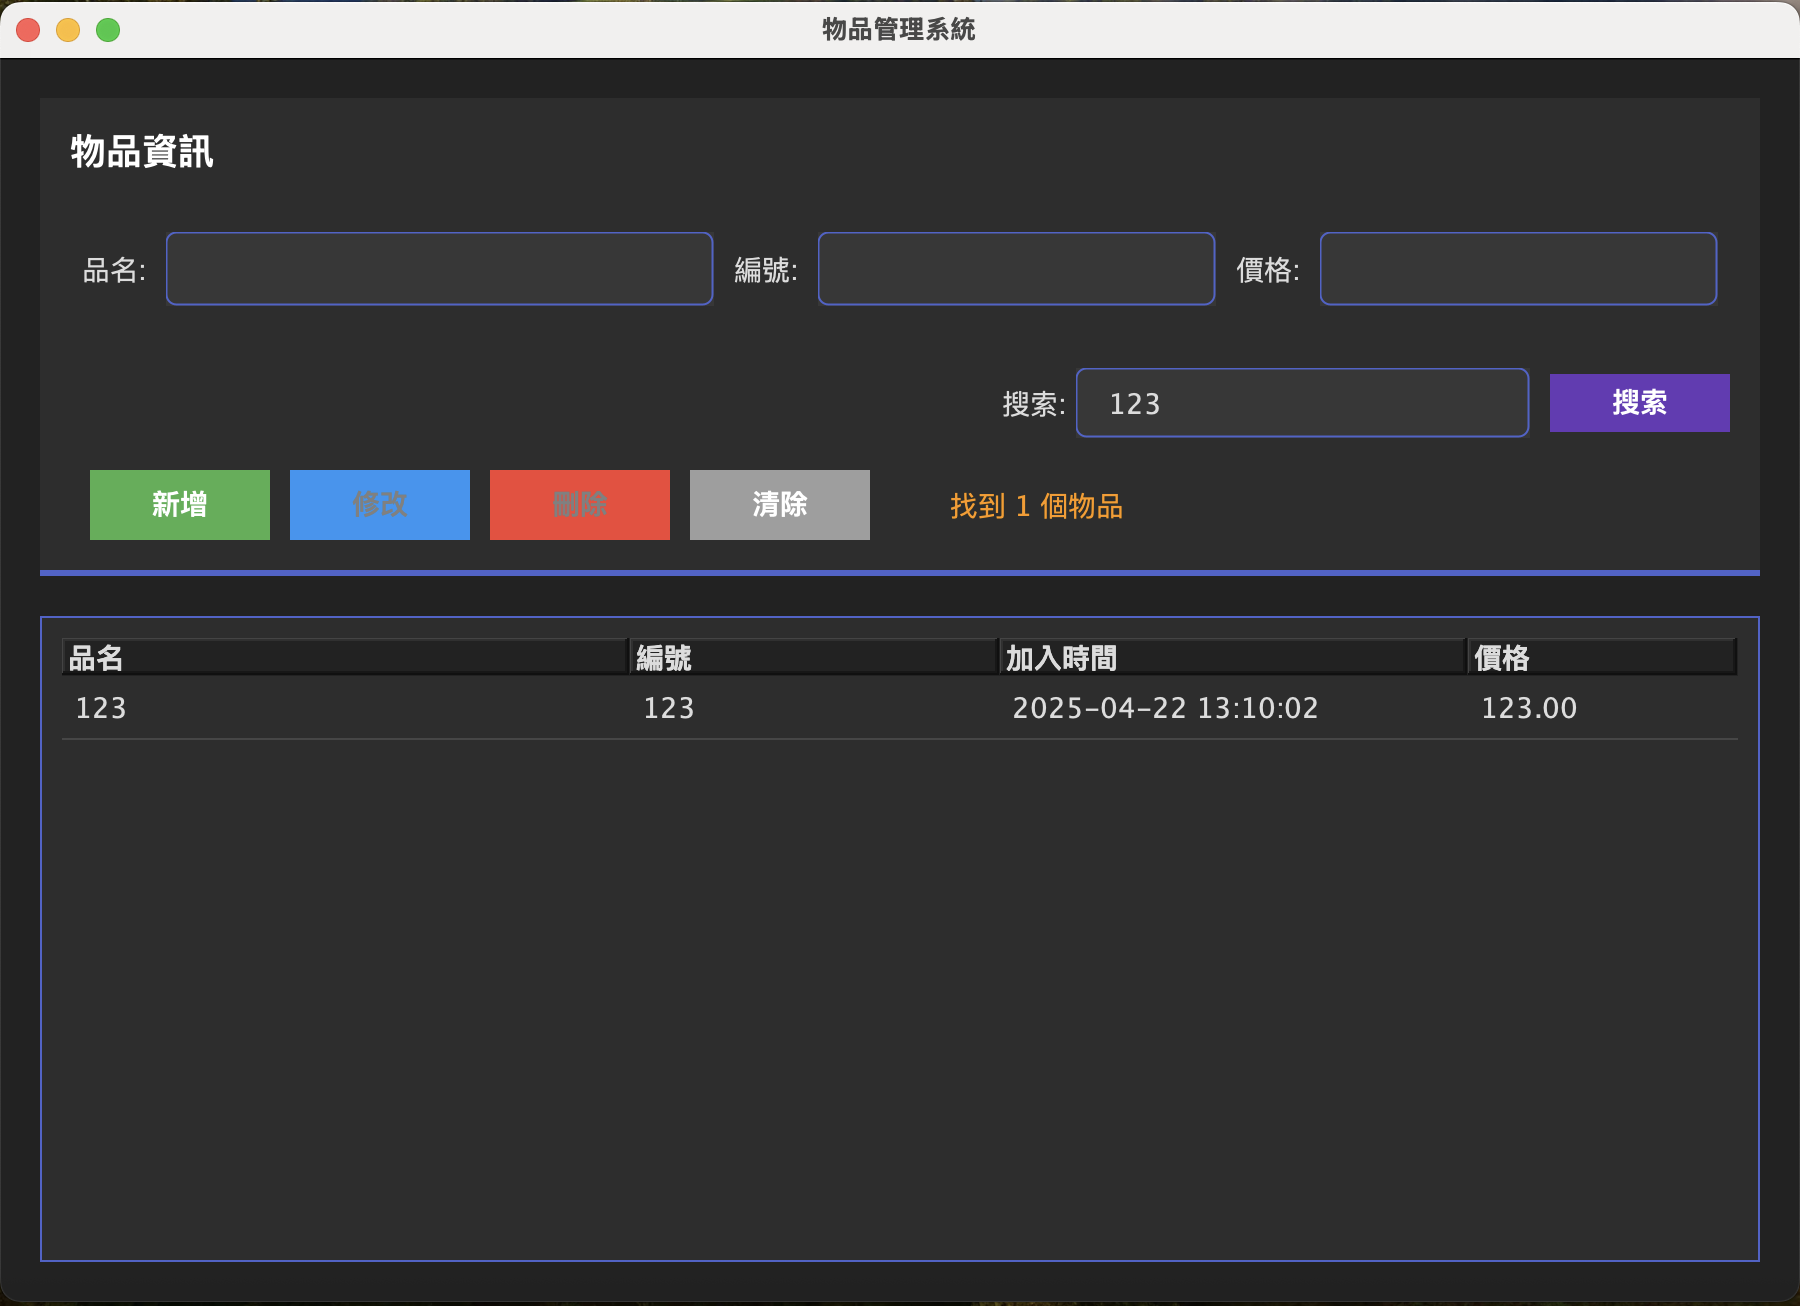 物品管理系統
物品資訊
品名: 編號: 價格:
搜索: 123 搜索
新增 修改 刪除 清除 找到 1 個物品
品名 編號 加入時間 價格
123 123 2025-04-22 13:10:02 123.00